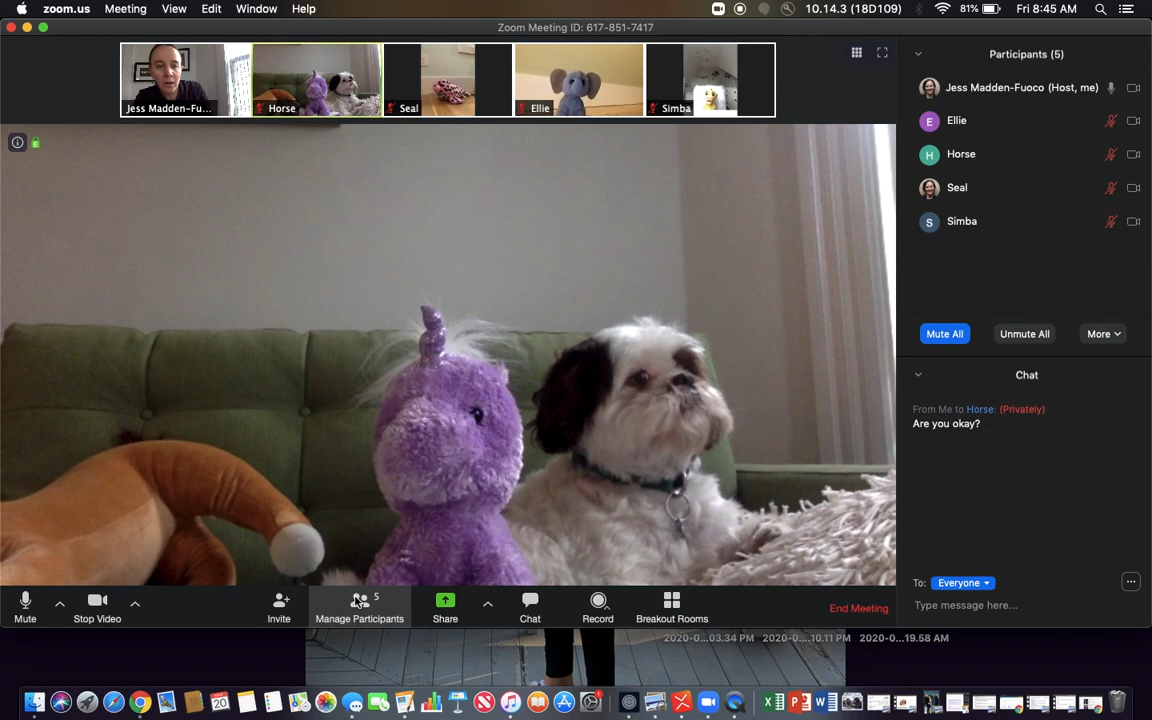 zoom.us Meeting View Edit Window Help 10.14.3 (18D109) 81% Fri 8:45 AM
Zoom Meeting ID: 617-851-7417
Jess Madden-Fu... Horse Seal Ellie Simba
Participants (5)
Jess Madden-Fuoco (Host, me)
E Ellie
H Horse
Seal
S Simba
Mute All Unmute All More
Chat
From Me to Horse: (Privately)
Are you okay?
To: Everyone
Type message here...
5
Mute Stop Video Invite Manage Participants Share Chat Record Breakout Rooms End Meeting
2020-0...03.34 PM 2020-0....10.11 PM 2020-0...19.58 AM
20